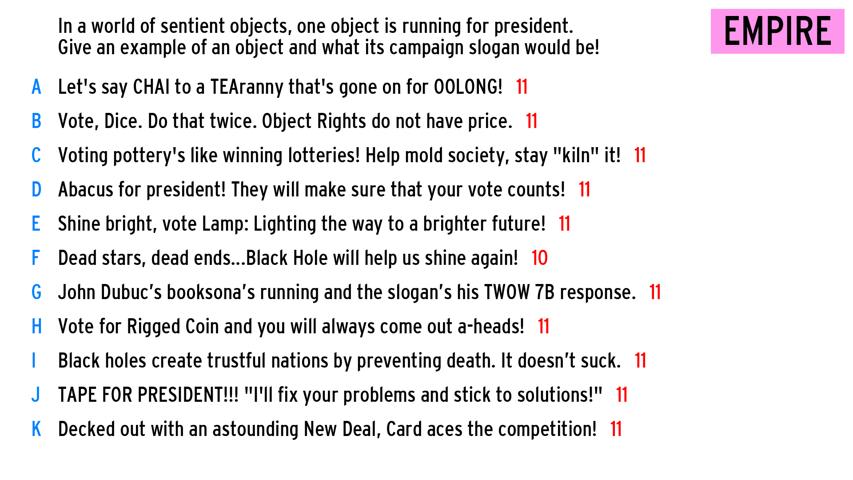 In a world of sentient objects, one object is running for president.
Give an example of an object and what its campaign slogan would be!
EMPIRE
A Let's say CHAI to a TEAranny that's gone on for OOLONG! 11
B Vote, Dice. Do that twice. Object Rights do not have price. 11
C Voting pottery's like winning lotteries! Help mold society, stay "kiln" it! 11
D Abacus for president! They will make sure that your vote counts! 11
E Shine bright, vote Lamp: Lighting the way to a brighter future! 11
F Dead stars, dead ends...Black Hole will help us shine again! 10
G John Dubuc’s booksona’s running and the slogan’s his TWOW 7B response. 11
H Vote for Rigged Coin and you will always come out a-heads! 11
I Black holes create trustful nations by preventing death. It doesn’t suck. 11
J TAPE FOR PRESIDENT!!! "I'll fix your problems and stick to solutions!" 11
K Decked out with an astounding New Deal, Card aces the competition! 11